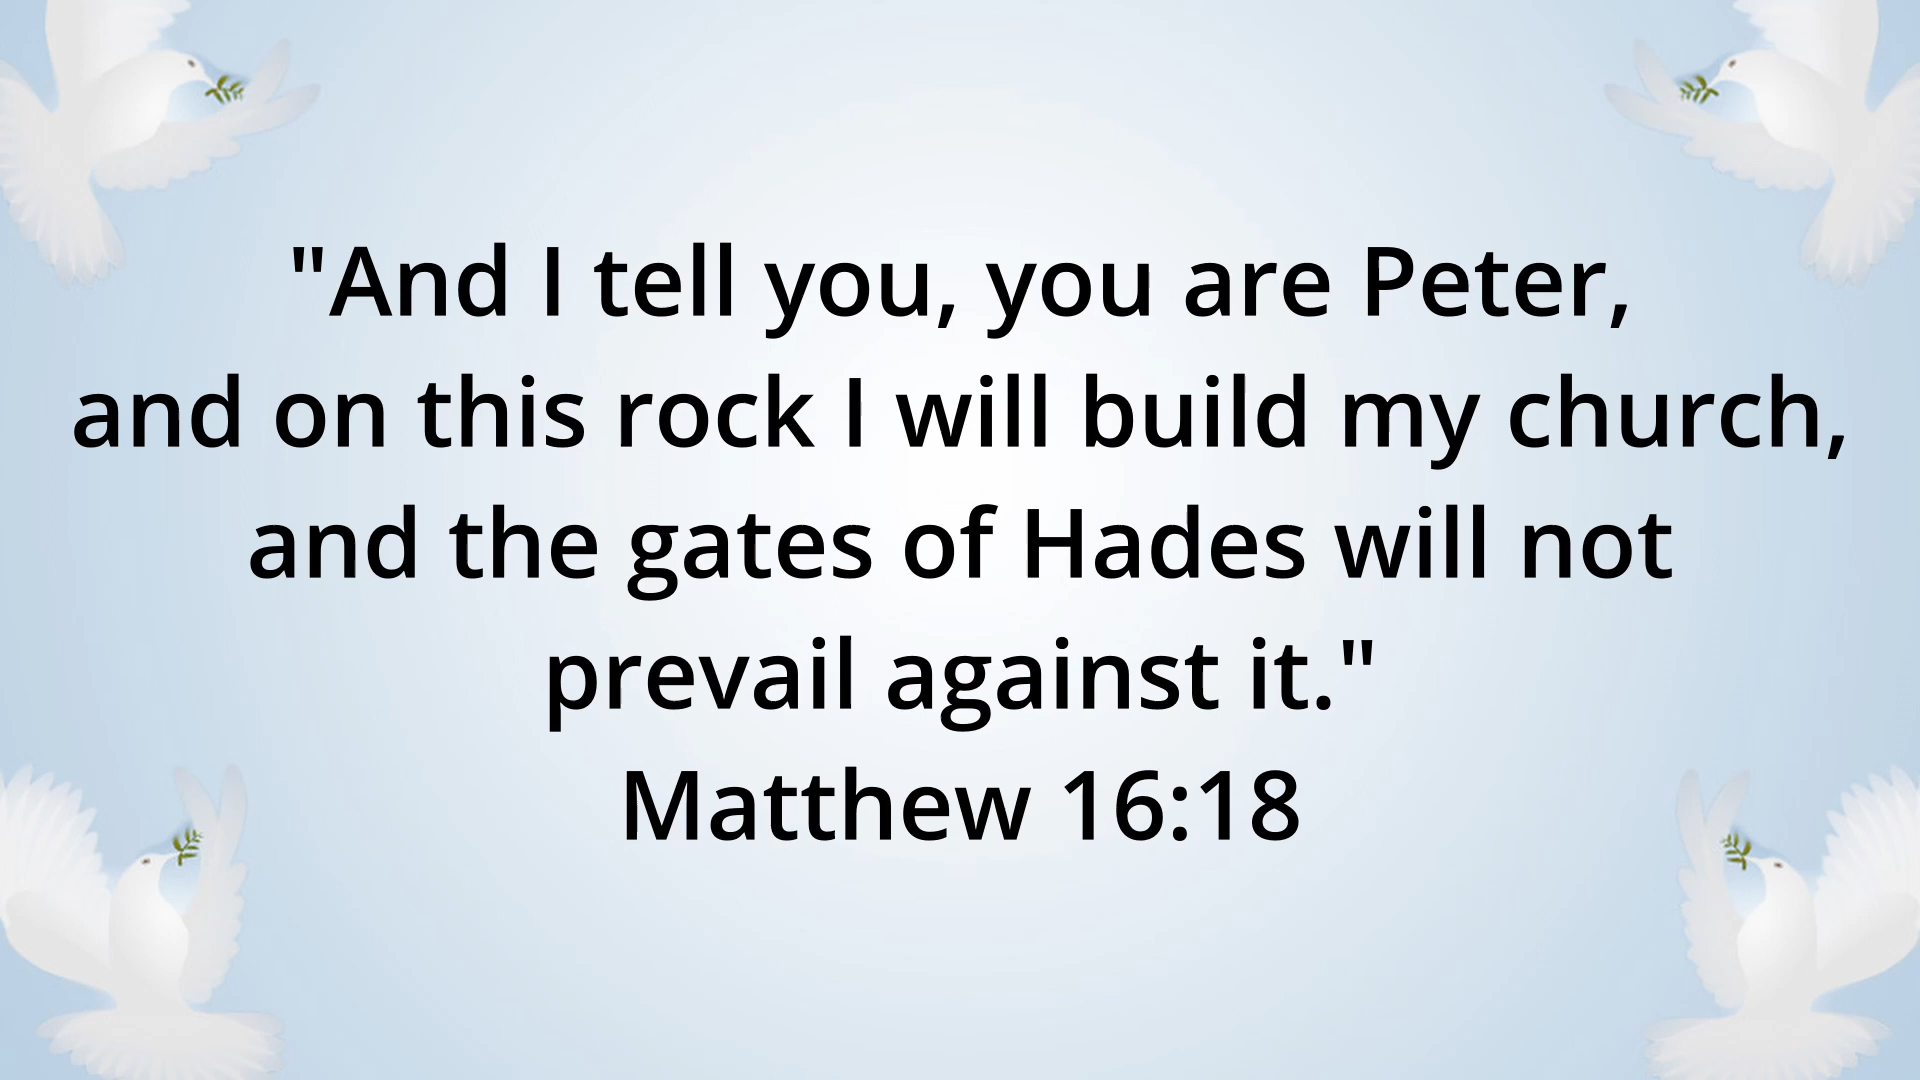 "And I tell you, you are Peter,
and on this rock I will build my church,
and the gates of Hades will not
prevail against it."
Matthew 16:18